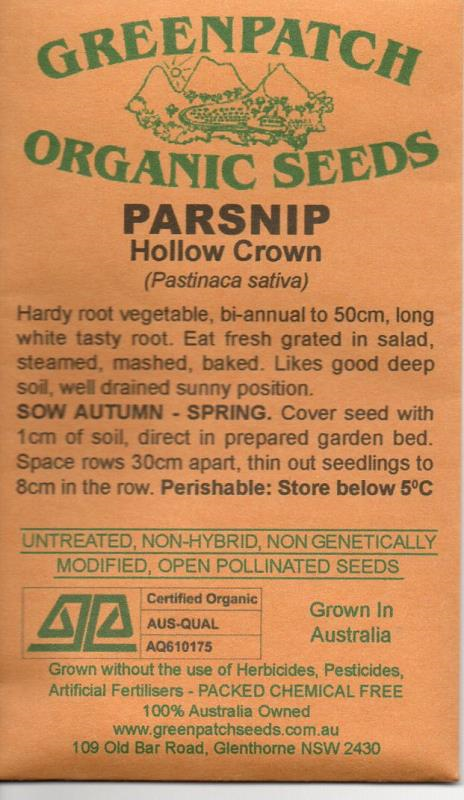 GREENPATCH
ORGANIC SEEDS
PARSNIP
Hollow Crown
(Pastinaca sativa)
Hardy root vegetable, bi-annual to 50cm, long
white tasty root. Eat fresh grated in salad,
steamed, mashed, baked. Likes good deep
soil, well drained sunny position.
SOW AUTUMN - SPRING. Cover seed with
1cm of soil, direct in prepared garden bed.
Space rows 30cm apart, thin out seedlings to
8cm in the row. Perishable: Store below 5⁰C
UNTREATED, NON-HYBRID, NON GENETICALLY
MODIFIED, OPEN POLLINATED SEEDS
Certified Organic
AUS-QUAL
AQ610175
Grown In
Australia
Grown without the use of Herbicides, Pesticides,
Artificial Fertilisers - PACKED CHEMICAL FREE
100% Australia Owned
www.greenpatchseeds.com.au
109 Old Bar Road, Glenthorne NSW 2430